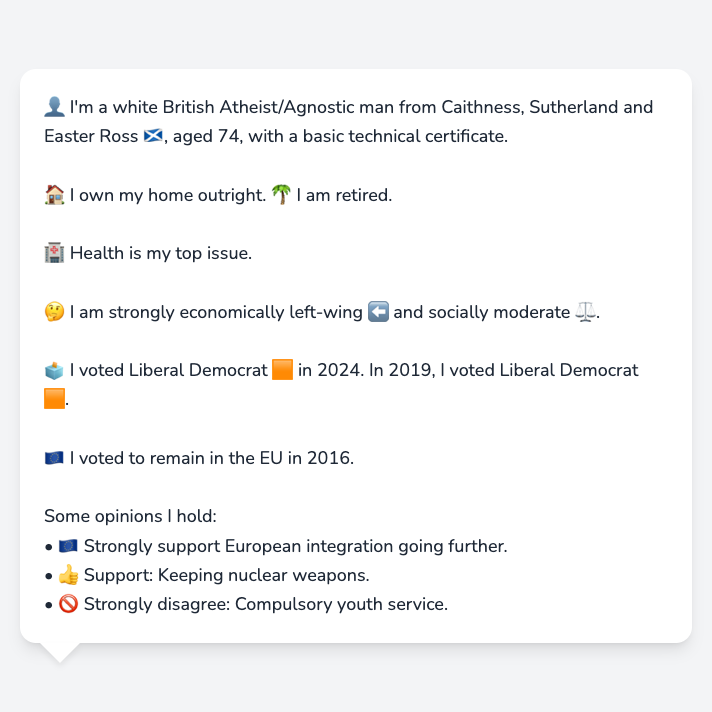 👤 I'm a white British Atheist/Agnostic man from Caithness, Sutherland and
Easter Ross 🏴󠁧󠁢󠁳󠁣󠁴󠁿, aged 74, with a basic technical certificate.
🏠 I own my home outright. 🌴 I am retired.
🏥 Health is my top issue.
🤔 I am strongly economically left-wing ⬅️ and socially moderate ⚖️.
🗳️ I voted Liberal Democrat 🟧 in 2024. In 2019, I voted Liberal Democrat
🟧.
🇪🇺 I voted to remain in the EU in 2016.
Some opinions I hold:
• 🇪🇺 Strongly support European integration going further.
• 👍 Support: Keeping nuclear weapons.
• 🚫 Strongly disagree: Compulsory youth service.